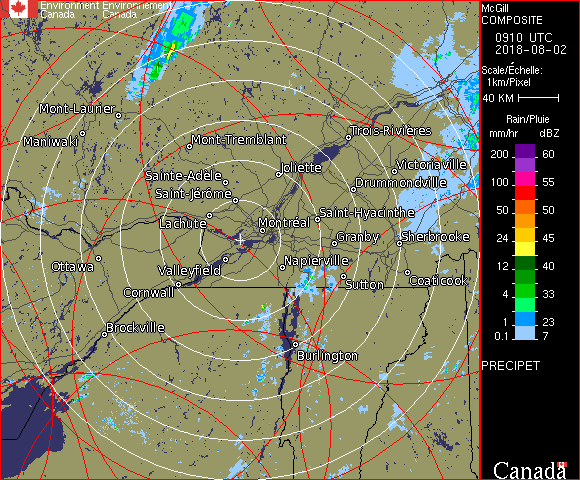 Environment Environnement
Canada Canada
Mont-Laurier
Maniwaki
Mont-Tremblant
Trois-Rivières
Sainte-Adèle
Joliette
Victoriaville
Saint-Jérôme
Drummondville
Lachute
Montréal
Saint-Hyacinthe
Granby
Sherbrooke
Ottawa
Valleyfield
Napierville
Cornwall
Sutton
Coaticook
Brockville
Burlington
McGill
COMPOSITE
0910 UTC
2018-08-02
Scale/Échelle:
1km/Pixel
40 KM
Rain/Pluie
mm/hr dBZ
200 60
100 55
50 50
24 45
12 40
4 33
1 23
0.1 7
PRECIPET
Canada